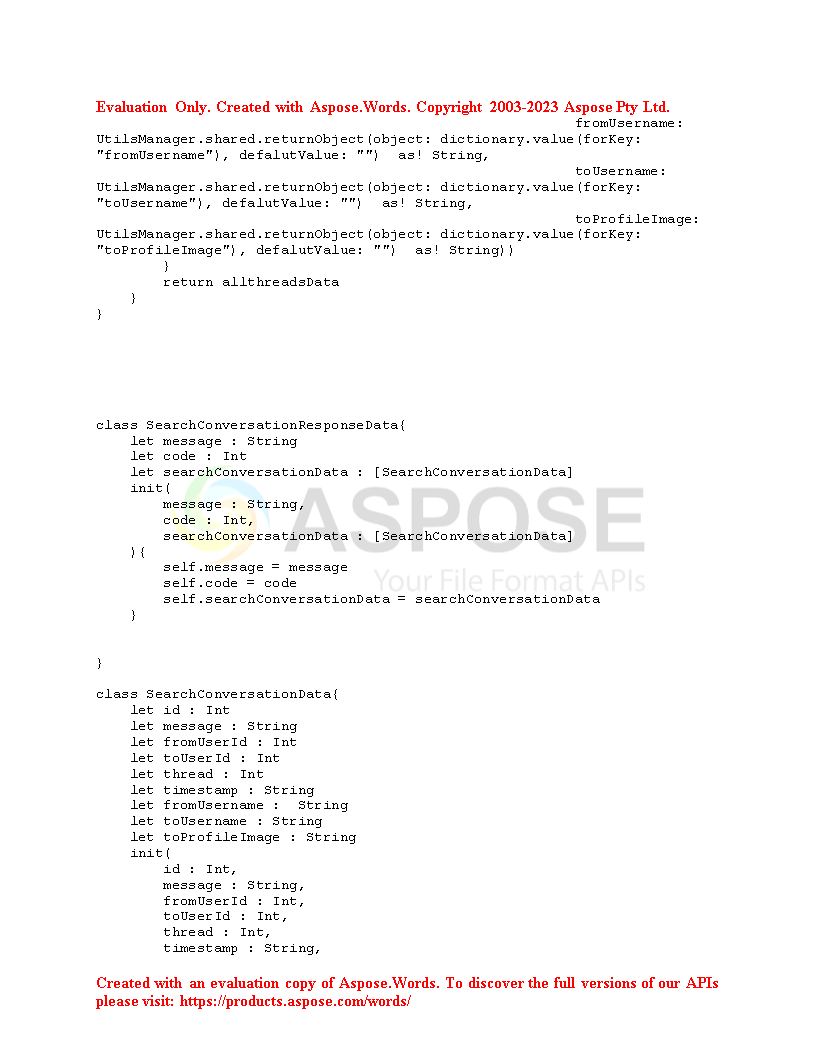 Evaluation Only. Created with Aspose.Words. Copyright 2003-2023 Aspose Pty Ltd.
fromUsername:
UtilsManager.shared.returnObject(object: dictionary.value(forKey:
"fromUsername"), defalutValue: "")  as! String,
toUsername:
UtilsManager.shared.returnObject(object: dictionary.value(forKey:
"toUsername"), defalutValue: "")  as! String,
toProfileImage:
UtilsManager.shared.returnObject(object: dictionary.value(forKey:
"toProfileImage"), defalutValue: "")  as! String))
        }
        return allthreadsData
    }
}
class SearchConversationResponseData{
    let message : String
    let code : Int
    let searchConversationData : [SearchConversationData]
    init(
        message : String,
        code : Int,
        searchConversationData : [SearchConversationData]
    ){
        self.message = message
        self.code = code
        self.searchConversationData = searchConversationData
    }
}
ASPOSE
Your File Format APIs
class SearchConversationData{
    let id : Int
    let message : String
    let fromUserId : Int
    let toUserId : Int
    let thread : Int
    let timestamp : String
    let fromUsername :  String
    let toUsername : String
    let toProfileImage : String
    init(
        id : Int,
        message : String,
        fromUserId : Int,
        toUserId : Int,
        thread : Int,
        timestamp : String,
Created with an evaluation copy of Aspose.Words. To discover the full versions of our APIs
please visit: https://products.aspose.com/words/